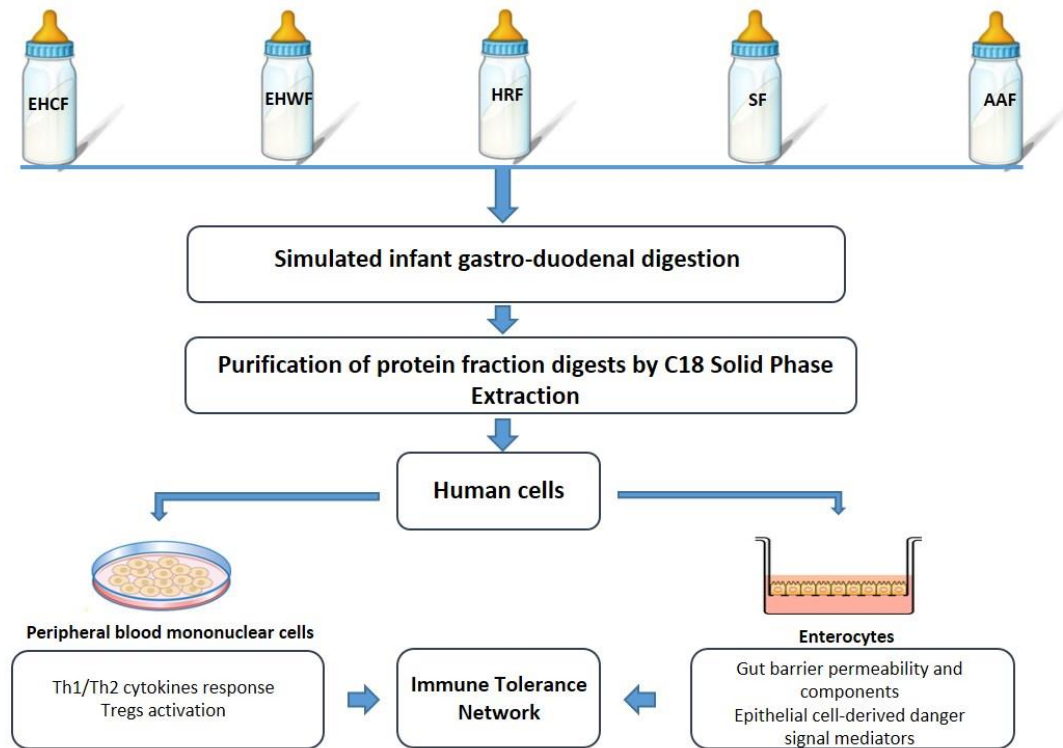 EHCF
EHWF
HRF
SF
AAF
Simulated infant gastro-duodenal digestion
Purification of protein fraction digests by C18 Solid Phase
Extraction
Human cells
Peripheral blood mononuclear cells
Enterocytes
Th1/Th2 cytokines response
Tregs activation
Immune Tolerance
Network
Gut barrier permeability and
components
Epithelial cell-derived danger
signal mediators